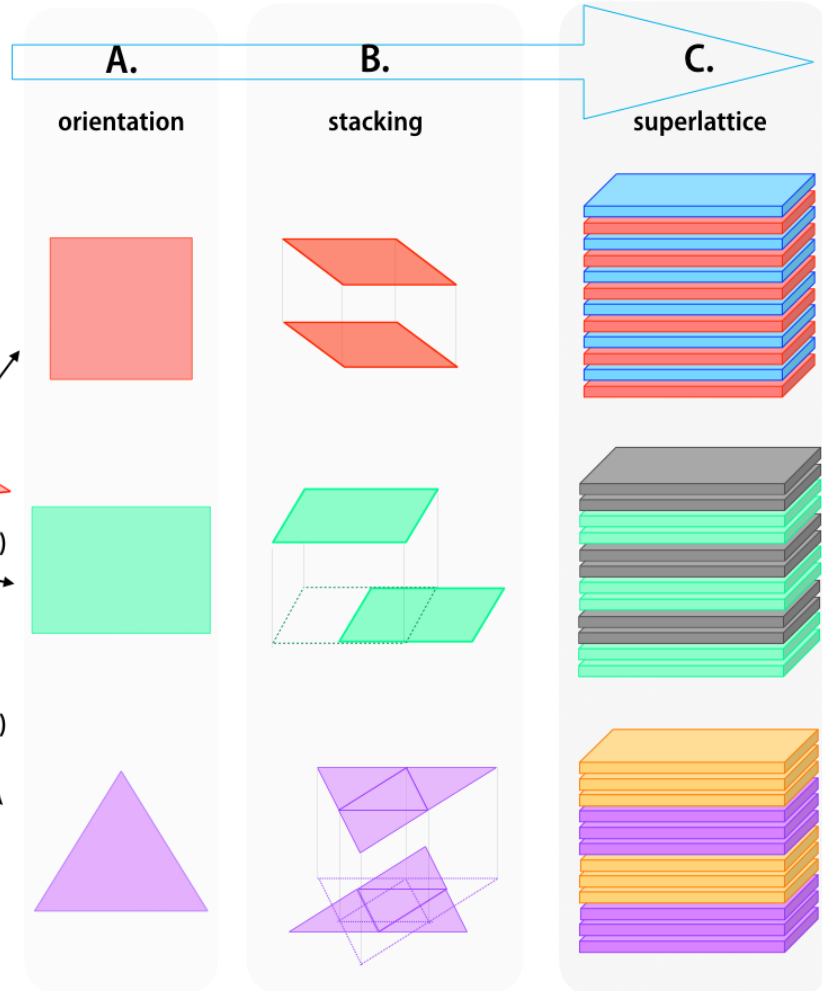 A. B. C.
orientation stacking superlattice
)
)